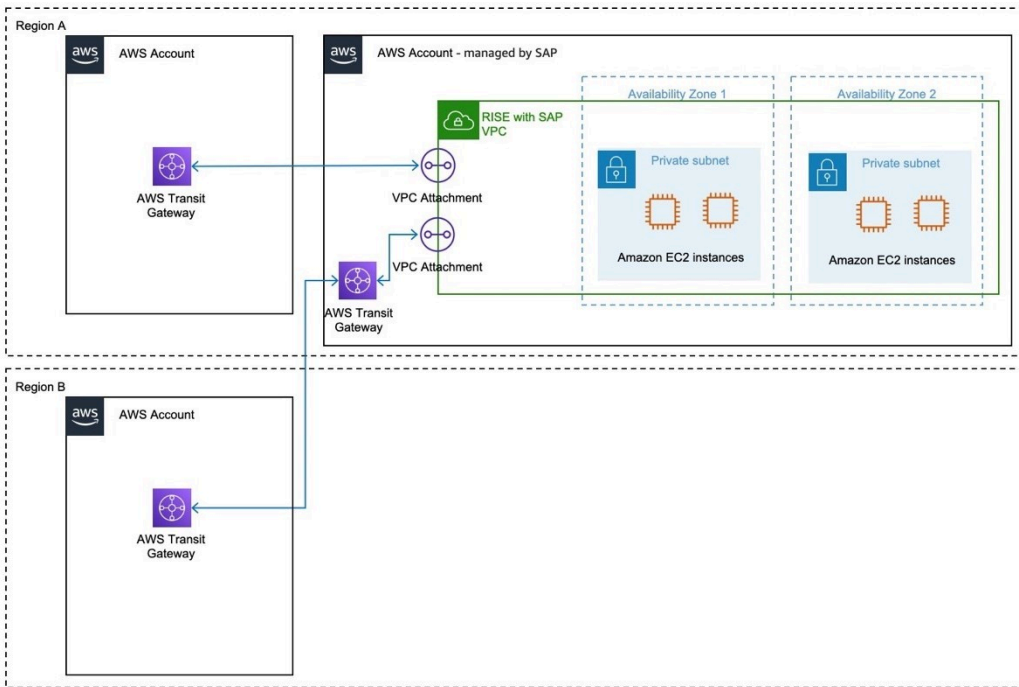 Region A
aws
AWS Account
aws
AWS Account - managed by SAP
Availability Zone 1
Availability Zone 2
RISE with SAP
VPC
Private subnet
Private subnet
AWS Transit
Gateway
VPC Attachment
VPC Attachment
Amazon EC2 instances
Amazon EC2 instances
AWS Transit
Gateway
Region B
aws
AWS Account
AWS Transit
Gateway